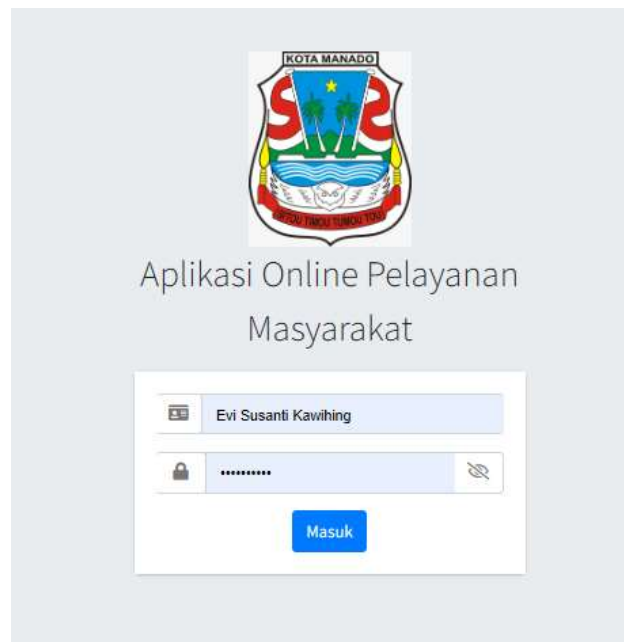 KOTA MANADO
SI TOU TIMOU TUMOU TOU
Aplikasi Online Pelayanan
Masyarakat
Evi Susanti Kawihing
••••••••••
Masuk